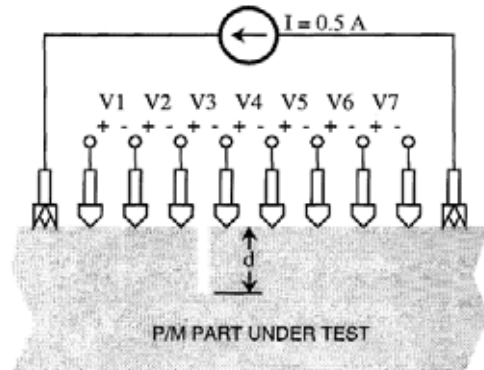 I = 0.5 A
V1 V2 V3 V4 V5 V6 V7
+ - + - + - + - + - + - + -
d
P/M PART UNDER TEST